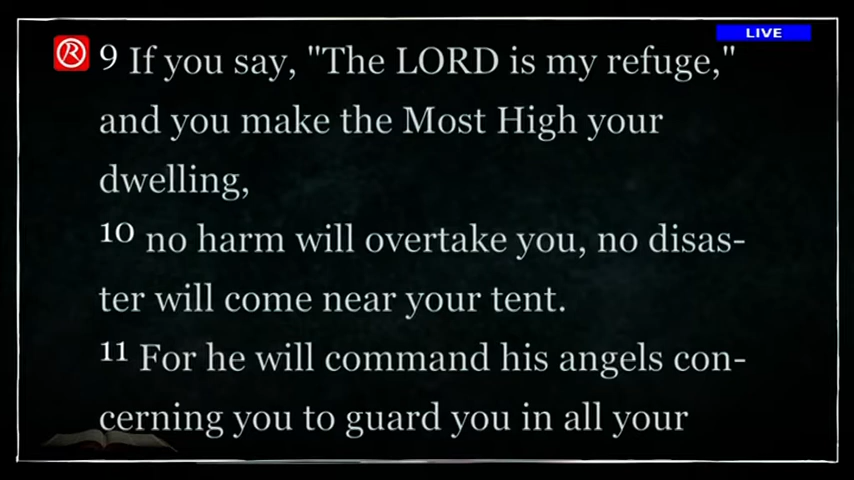 LIVE
R 9 If you say, "The LORD is my refuge,"
and you make the Most High your
dwelling,
10 no harm will overtake you, no disas-
ter will come near your tent.
11 For he will command his angels con-
cerning you to guard you in all your